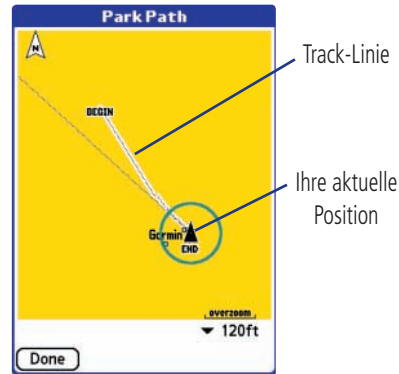 Park Path
N
Track-Linie
BEGIN
Ihre aktuelle
Position
Garmin
END
overzoom
120ft
Done